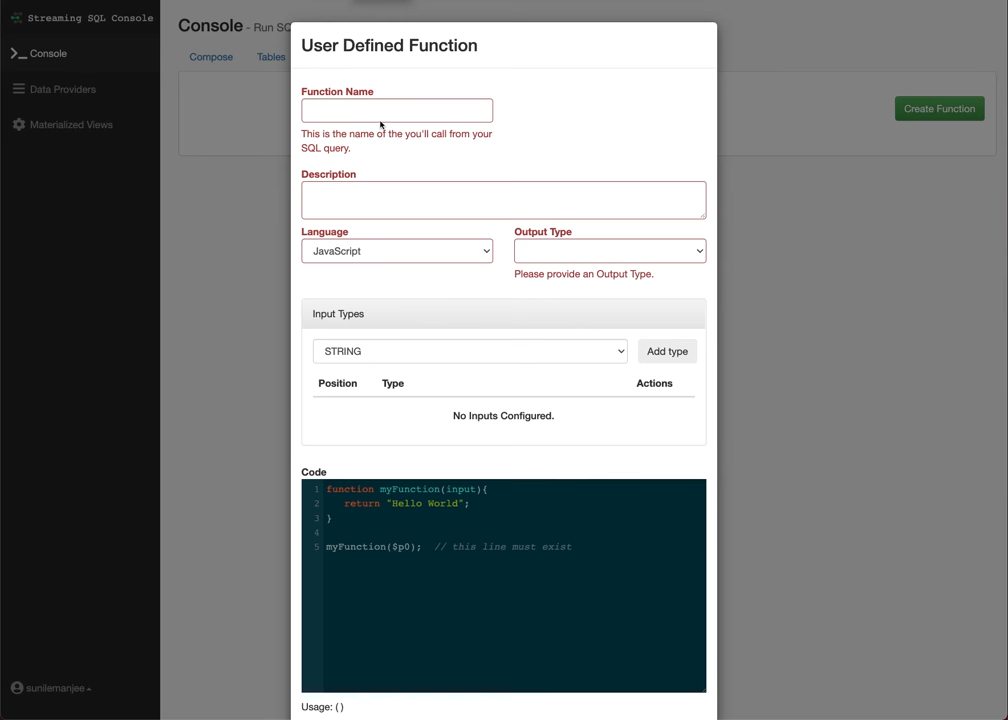 Streaming SQL Console
Console
Data Providers
Materialized Views
sunilemanjee
Console - Run SQ
Compose Tables
Create Function
User Defined Function
Function Name
This is the name of the you'll call from your
SQL query.
Description
Language Output Type
JavaScript
Please provide an Output Type.
Input Types
STRING Add type
Position Type Actions
No Inputs Configured.
Code
1 function myFunction(input){
2 return "Hello World";
3 }
4
5 myFunction($p0); // this line must exist
Usage: ()